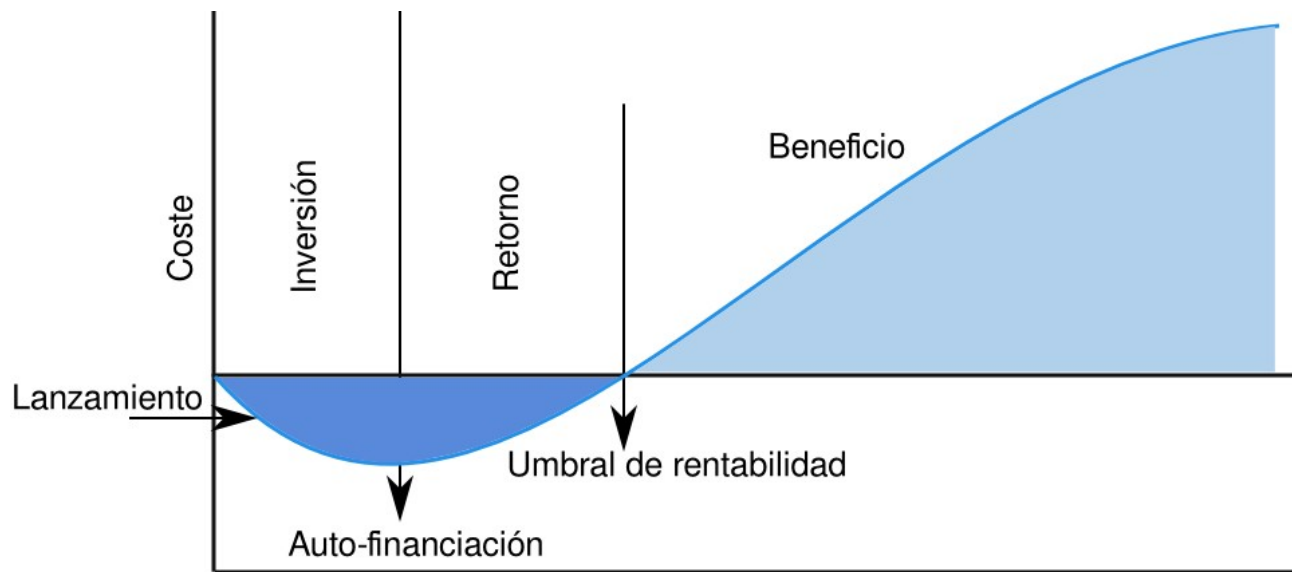 Coste
Inversión
Retorno
Beneficio
Lanzamiento
Umbral de rentabilidad
Auto-financiación